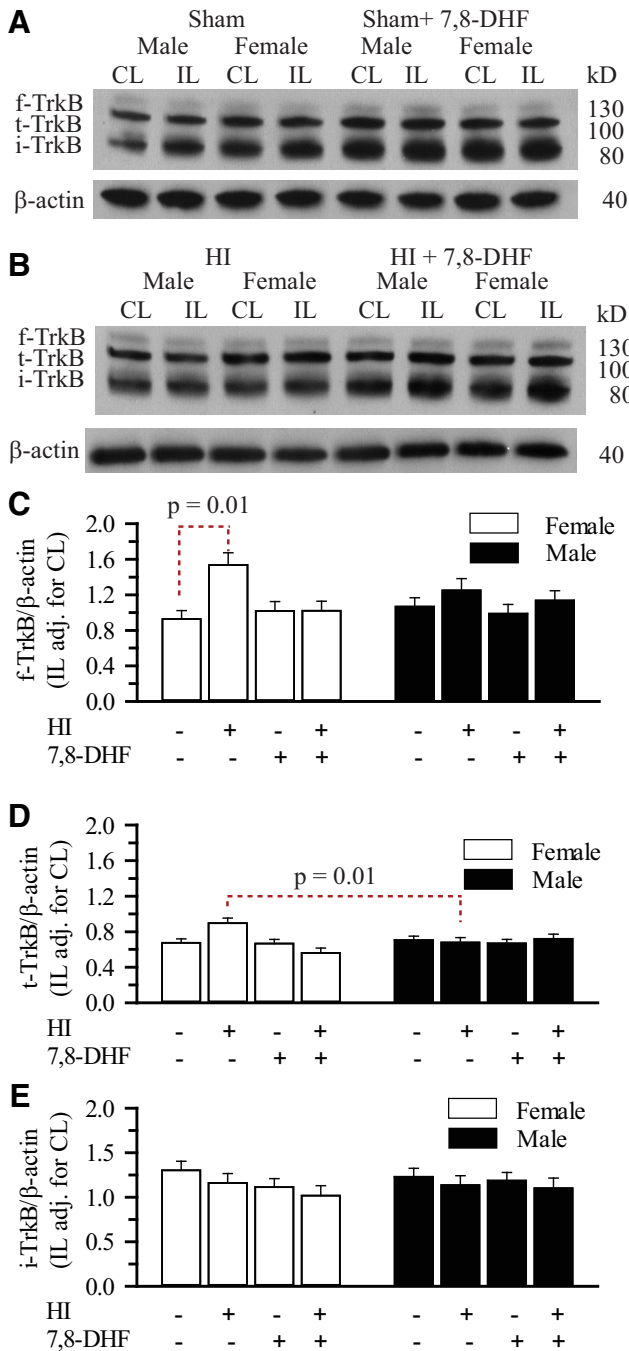 A
Sham Sham+ 7,8-DHF
Male Female Male Female
CL IL CL IL CL IL CL IL kD
f-TrkB 130
t-TrkB 100
i-TrkB 80
β-actin 40
B
HI HI + 7,8-DHF
Male Female Male Female
CL IL CL IL CL IL CL IL kD
f-TrkB 130
t-TrkB 100
i-TrkB 80
β-actin 40
C
f-TrkB/β-actin
(IL adj. for CL)
2.0
1.6
1.2
0.8
0.4
0.0
p = 0.01
Female
Male
HI - + - + - + - +
7,8-DHF - - + + - - + +
D
t-TrkB/β-actin
(IL adj. for CL)
2.0
1.6
1.2
0.8
0.4
0.0
p = 0.01
Female
Male
HI - + - + - + - +
7,8-DHF - - + + - - + +
E
i-TrkB/β-actin
(IL adj. for CL)
2.0
1.5
1.0
0.5
0.0
Female
Male
HI - + - + - + - +
7,8-DHF - - + + - - + +